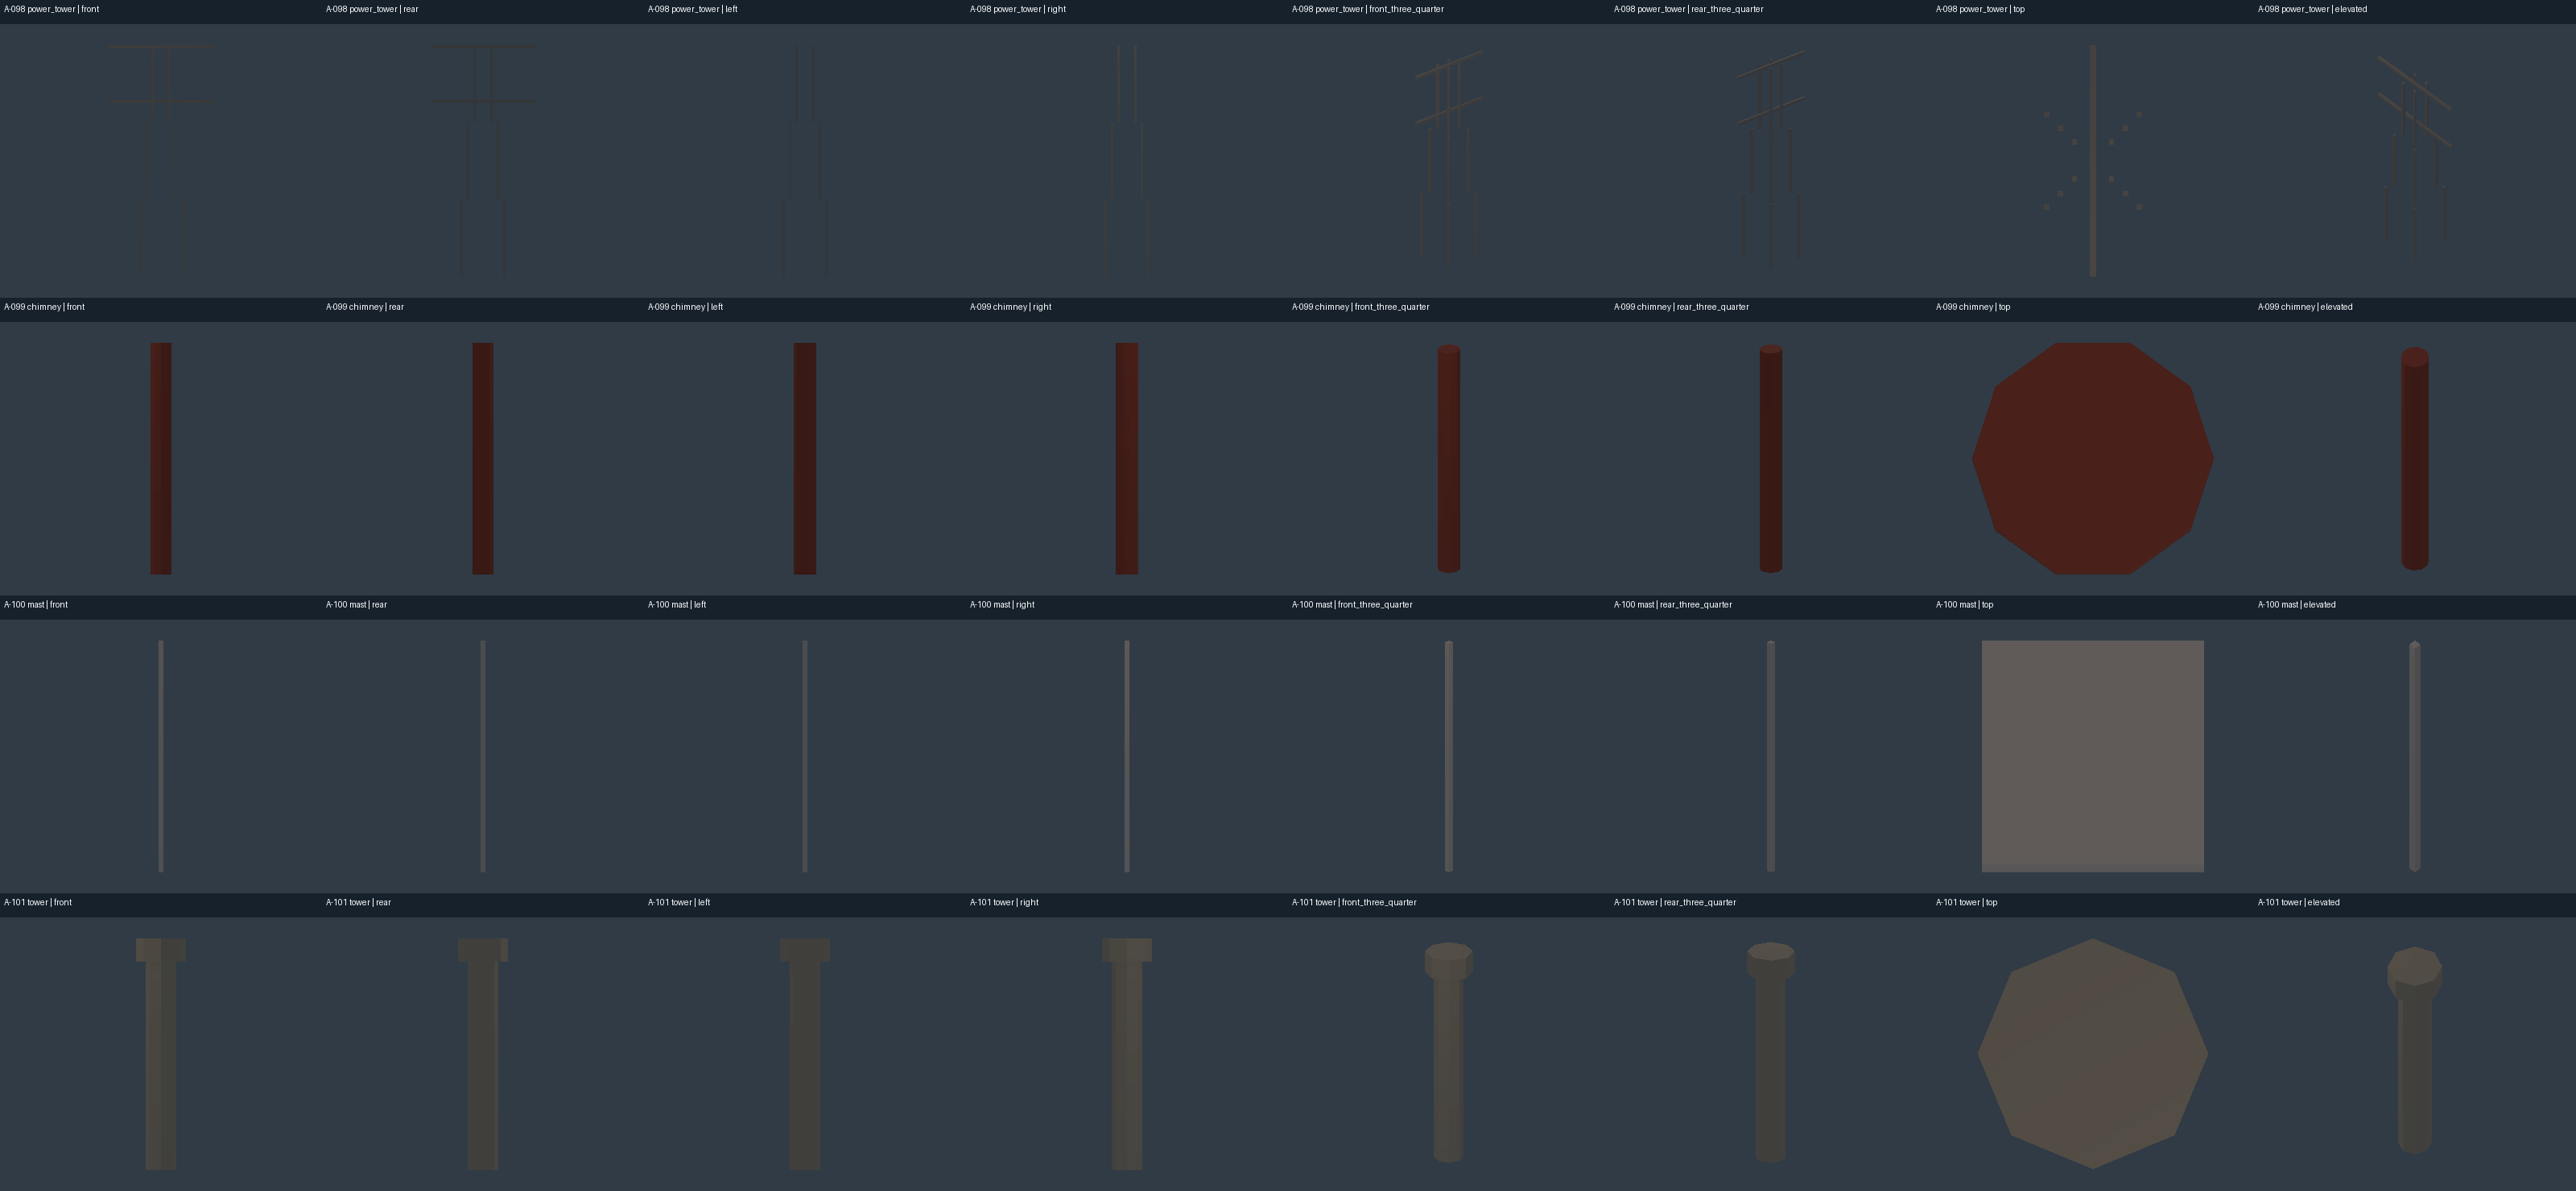 A-098 power_tower | front
A-098 power_tower | rear
A-098 power_tower | left
A-098 power_tower | right
A-098 power_tower | front_three_quarter
A-098 power_tower | rear_three_quarter
A-098 power_tower | top
A-098 power_tower | elevated
A-099 chimney | front
A-099 chimney | rear
A-099 chimney | left
A-099 chimney | right
A-099 chimney | front_three_quarter
A-099 chimney | rear_three_quarter
A-099 chimney | top
A-099 chimney | elevated
A-100 mast | front
A-100 mast | rear
A-100 mast | left
A-100 mast | right
A-100 mast | front_three_quarter
A-100 mast | rear_three_quarter
A-100 mast | top
A-100 mast | elevated
A-101 tower | front
A-101 tower | rear
A-101 tower | left
A-101 tower | right
A-101 tower | front_three_quarter
A-101 tower | rear_three_quarter
A-101 tower | top
A-101 tower | elevated